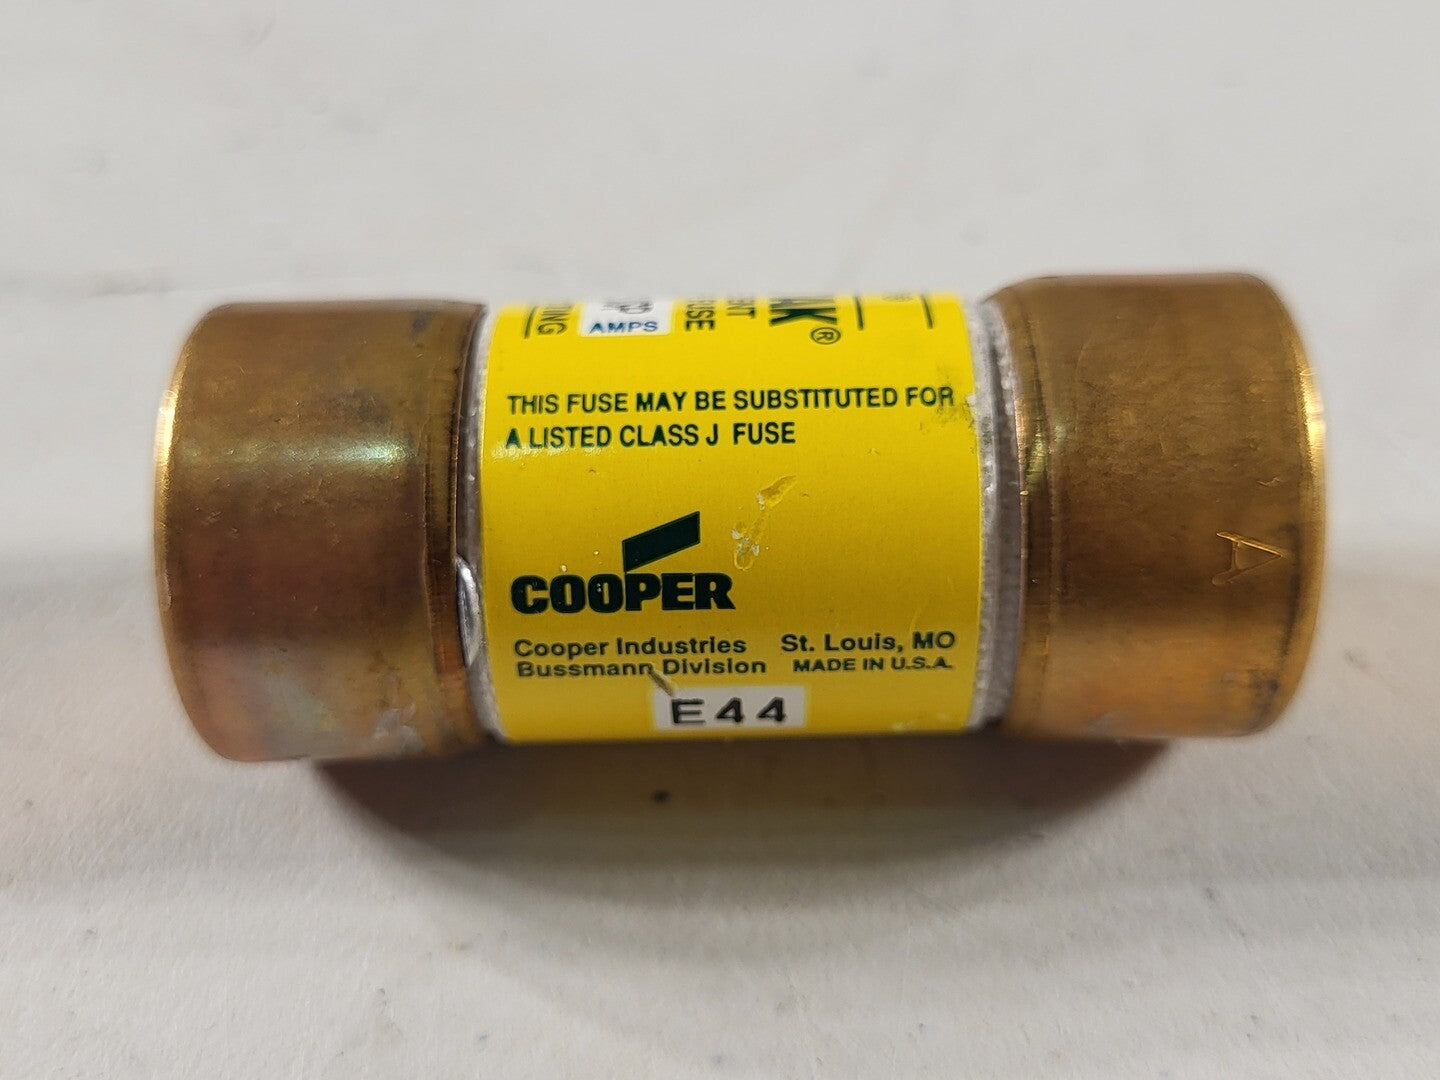 AMPS
THIS FUSE MAY BE SUBSTITUTED FOR
A LISTED CLASS J FUSE
COOPER
Cooper Industries St. Louis, MO
Bussmann Division MADE IN U.S.A.
E44
A